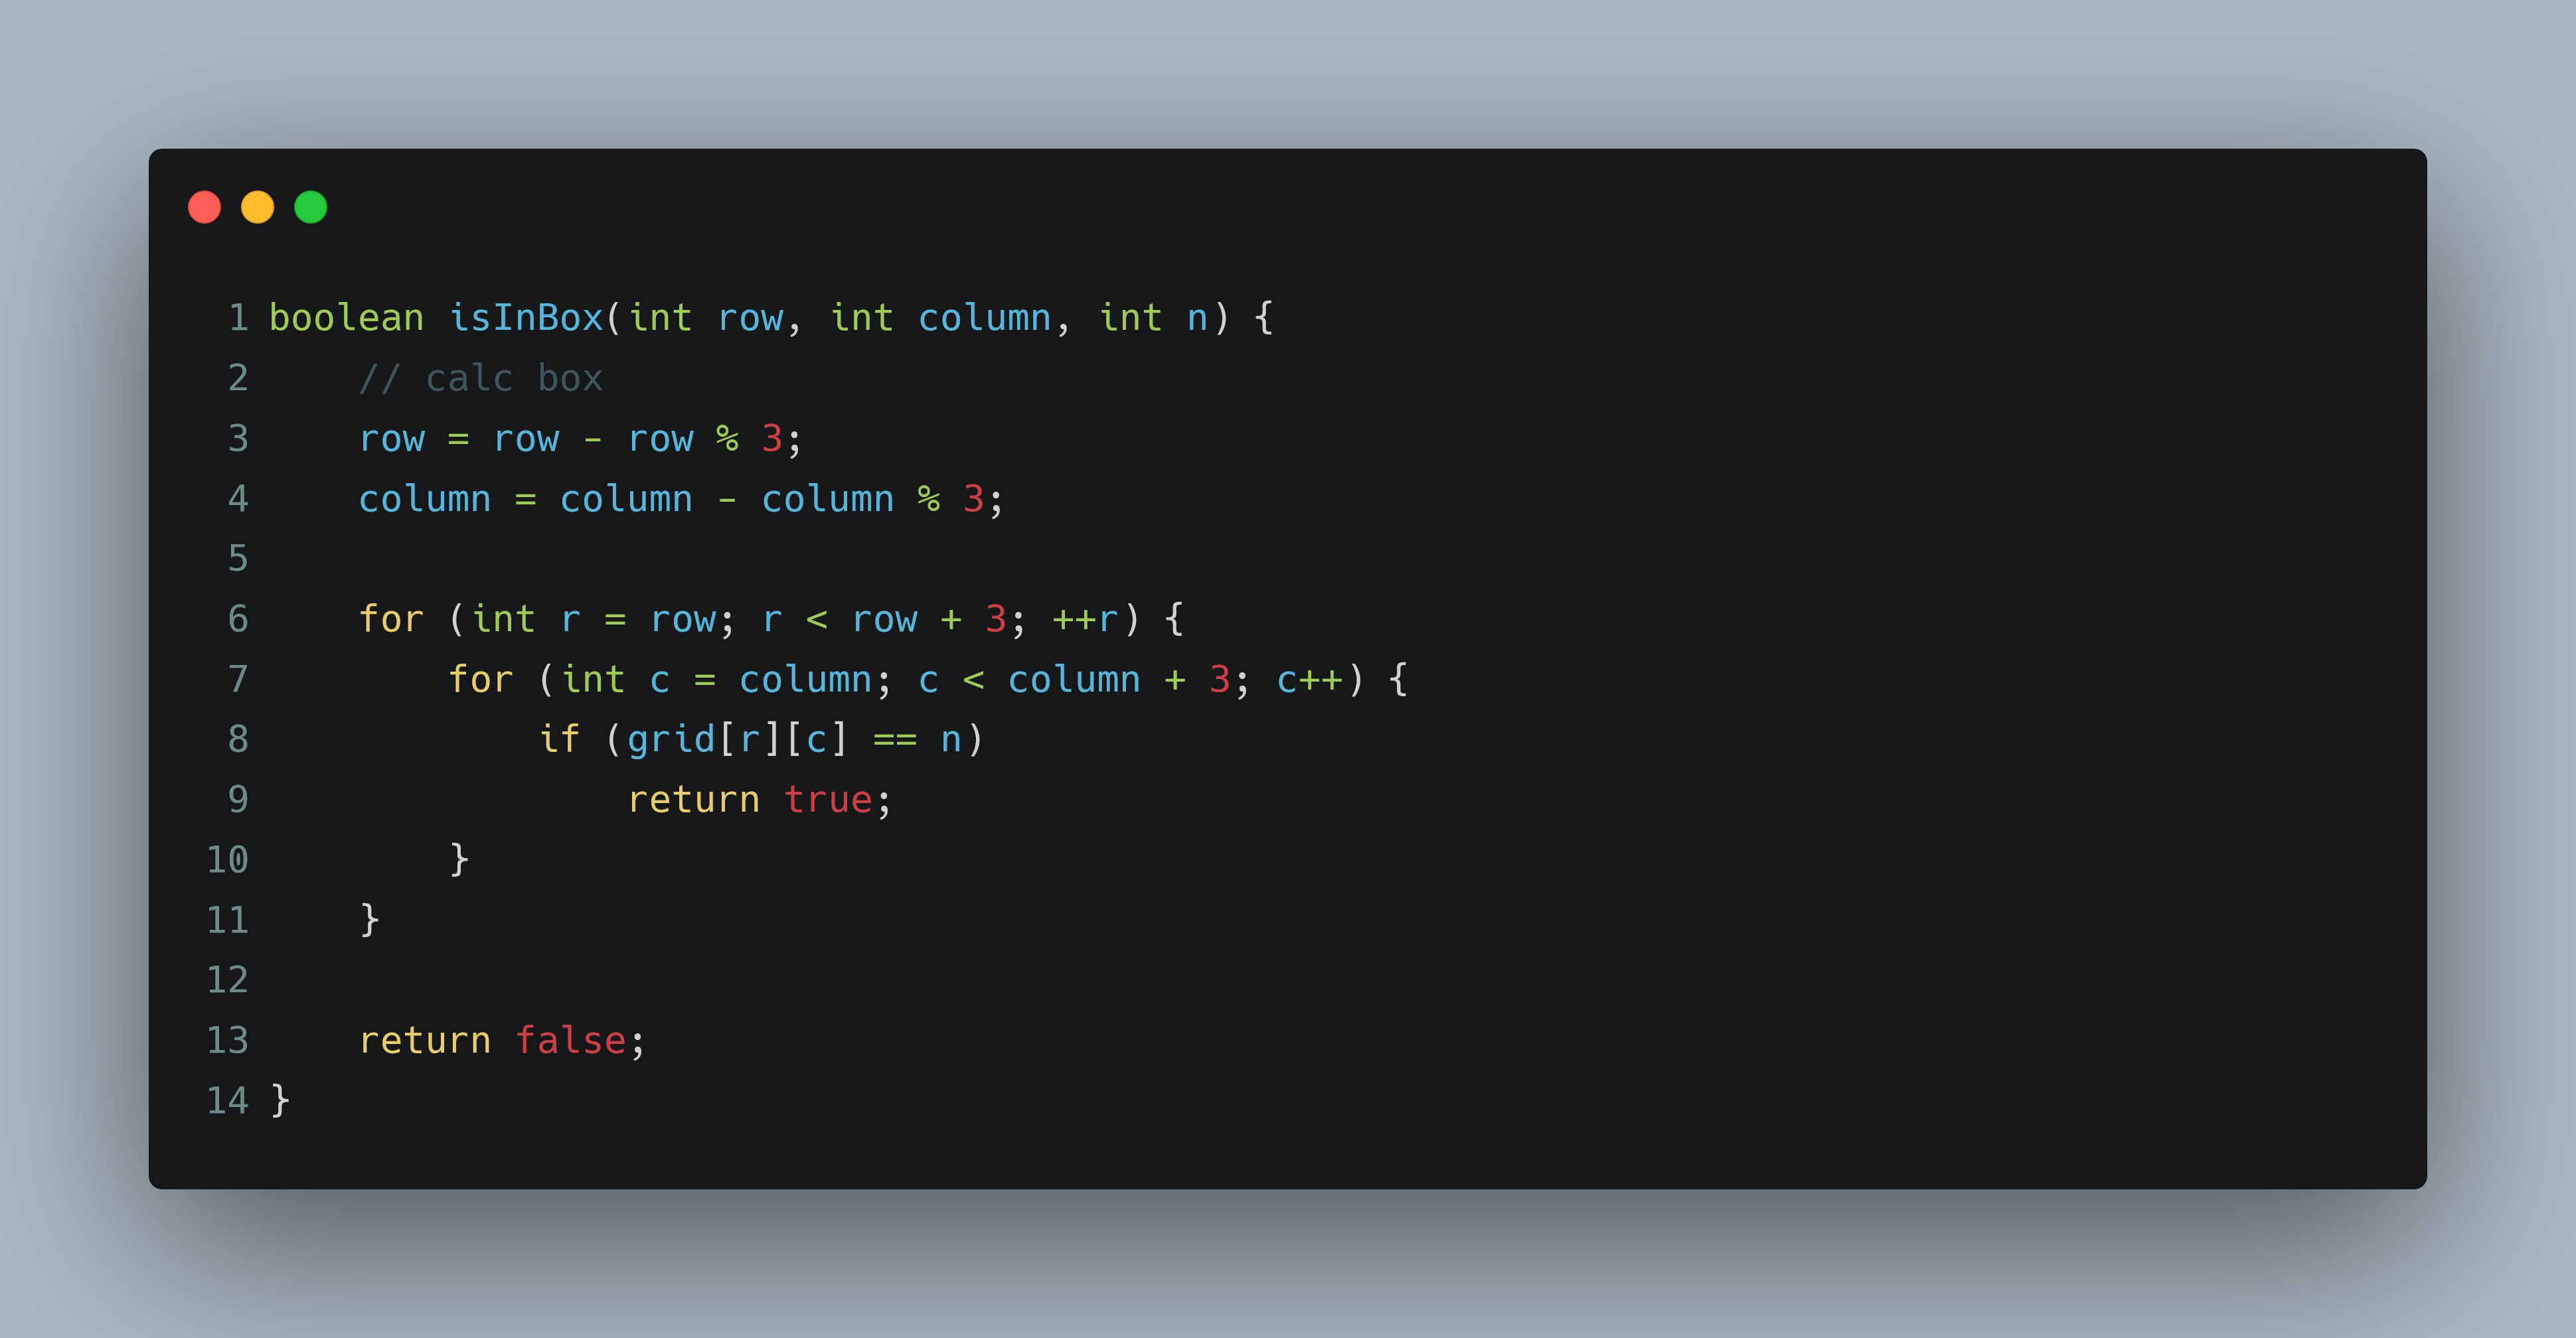 1 boolean isInBox(int row, int column, int n) {
2     // calc box
3     row = row - row % 3;
4     column = column - column % 3;
5
6     for (int r = row; r < row + 3; ++r) {
7         for (int c = column; c < column + 3; c++) {
8             if (grid[r][c] == n)
9                 return true;
10         }
11     }
12
13     return false;
14 }